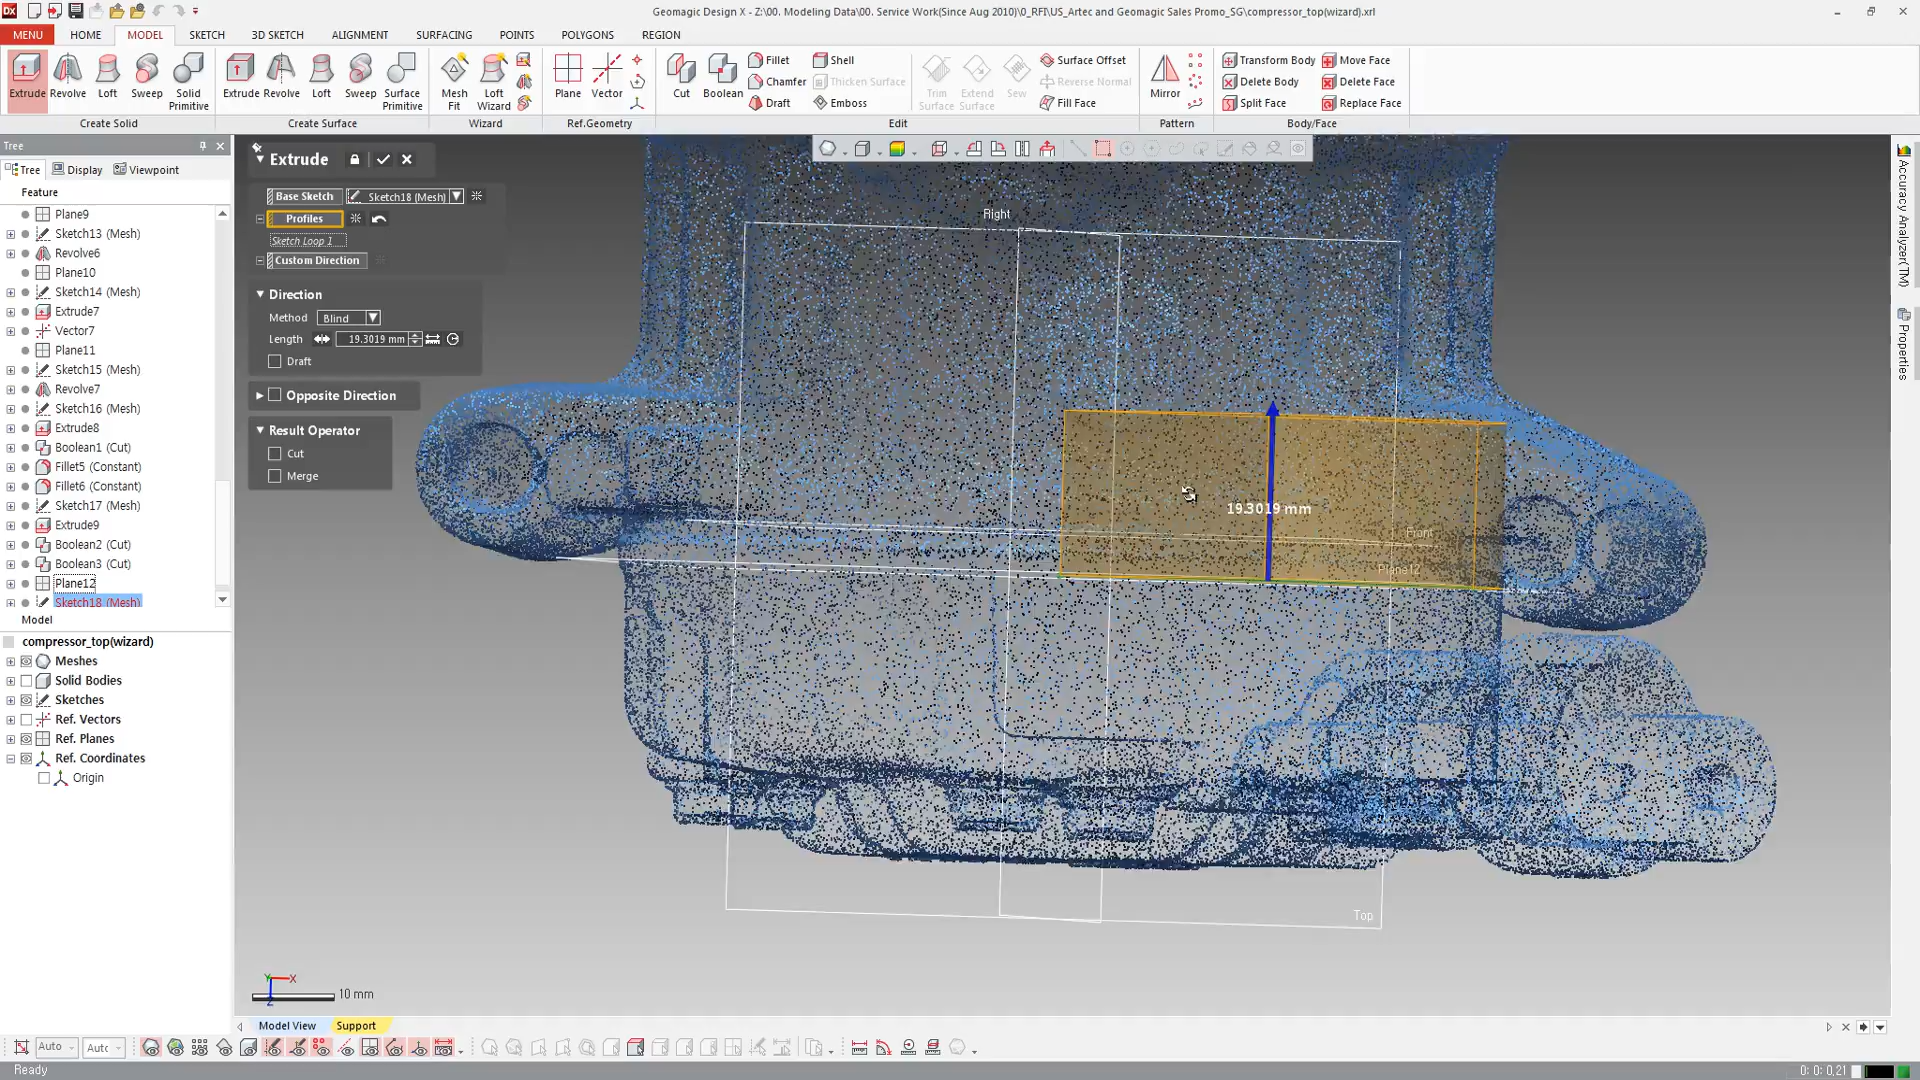 Dx
Geomagic Design X - Z:\00. Modeling Data\00. Service Work(Since Aug 2010)\0_RFI\US_Artec and Geomagic Sales Promo_SG\compressor_top(wizard).xrl
MENU HOME MODEL SKETCH 3D SKETCH ALIGNMENT SURFACING POINTS POLYGONS REGION
Extrude Revolve Loft Sweep Solid Primitive
Create Solid
Extrude Revolve Loft Sweep Surface Primitive
Create Surface
Mesh Fit Loft Wizard
Wizard
Plane Vector
Ref.Geometry
Cut Boolean
Fillet Shell
Chamfer Thicken Surface
Draft Emboss
Trim Surface Extend Surface Sew
Surface Offset
Reverse Normal
Fill Face
Edit
Mirror
Pattern
Transform Body Move Face
Delete Body Delete Face
Split Face Replace Face
Body/Face
Tree
Tree Display Viewpoint
Feature
Plane9
Sketch13 (Mesh)
Revolve6
Plane10
Sketch14 (Mesh)
Extrude7
Vector7
Plane11
Sketch15 (Mesh)
Revolve7
Sketch16 (Mesh)
Extrude8
Boolean1 (Cut)
Fillet5 (Constant)
Fillet6 (Constant)
Sketch17 (Mesh)
Extrude9
Boolean2 (Cut)
Boolean3 (Cut)
Plane12
Sketch18 (Mesh)
Model
compressor_top(wizard)
Meshes
Solid Bodies
Sketches
Ref. Vectors
Ref. Planes
Ref. Coordinates
Origin
Extrude
Base Sketch Sketch18 (Mesh)
Profiles
Sketch Loop 1
Custom Direction
Direction
Method Blind
Length 19.3019 mm
Draft
Opposite Direction
Result Operator
Cut
Merge
Right
19.3019 mm
Front
Plane12
Top
Y X
Z
10 mm
Accuracy Analyzer(TM)
Properties
Model View Support
Auto Auto
Ready
0: 0: 0,21